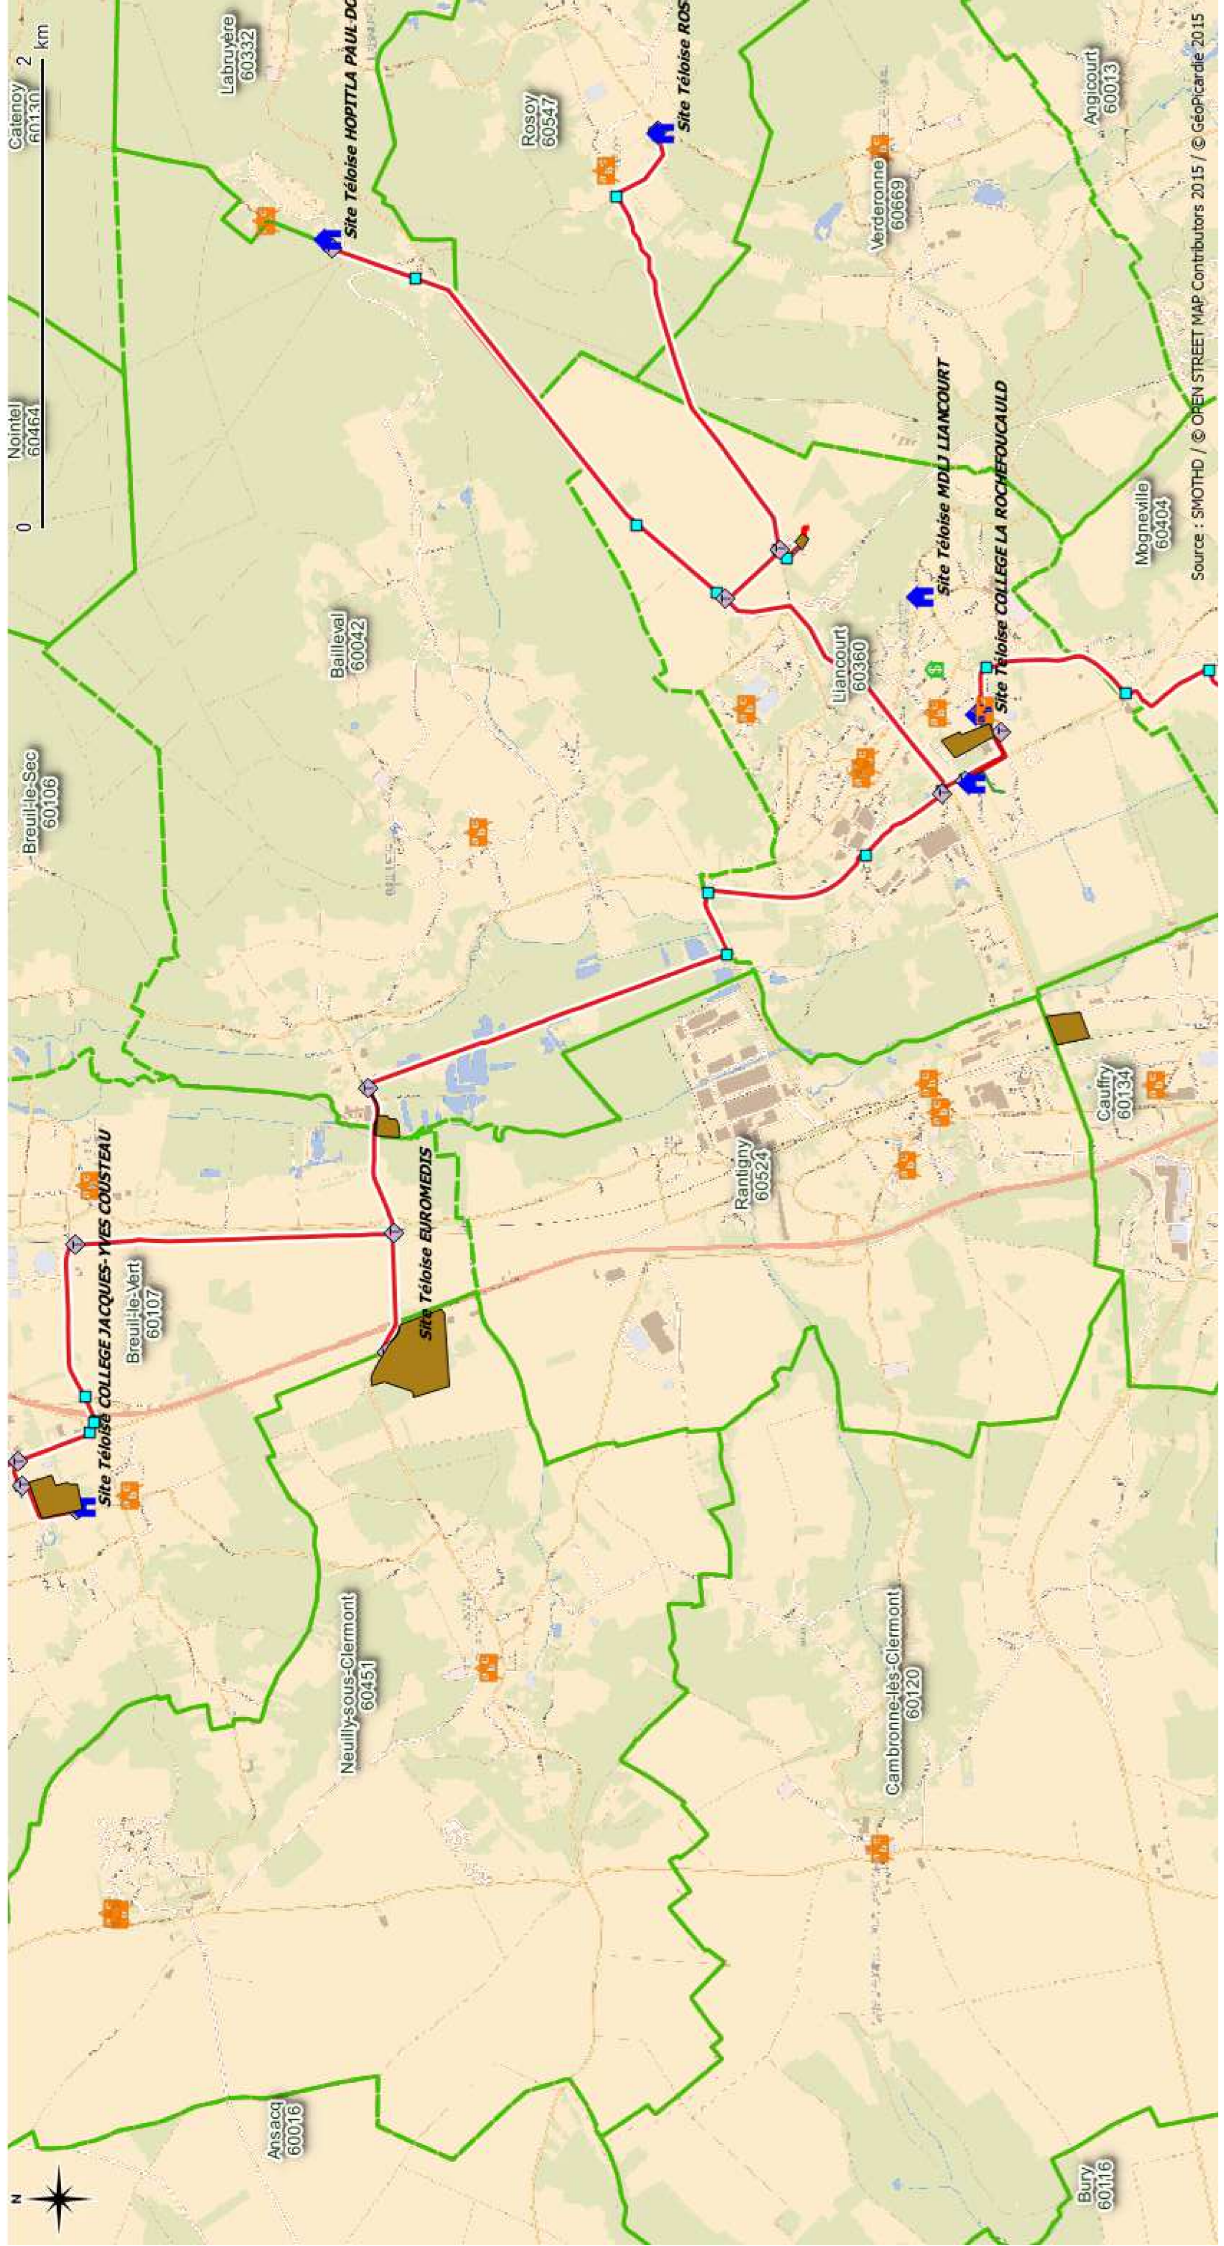 N
0 2
km
Nointel
60464
Catenoy
60130
Breuil-le-Sec
60106
Site Téloise COLLEGE JACQUES-YVES COUSTEAU
Breuil-le-Vert
60107
Labruyère
60332
Ansacq
60016
Neuilly-sous-Clermont
60451
Bailleval
60042
Site Téloise HOPITLA PAUL-DO
Site Téloise EUROMEDIS
Rosoy
60547
Site Téloise ROS
Rantigny
60524
Liancourt
60360
Verderonne
60669
Cambronne-lès-Clermont
60120
Site Téloise MDLJ LIANCOURT
Site Téloise COLLEGE LA ROCHEFOUCAULD
Bury
60116
Cauffry
60134
Mogneville
60404
Angicourt
60013
Source : SMOTHD / © OPEN STREET MAP Contributors 2015 / © GéoPicardie 2015